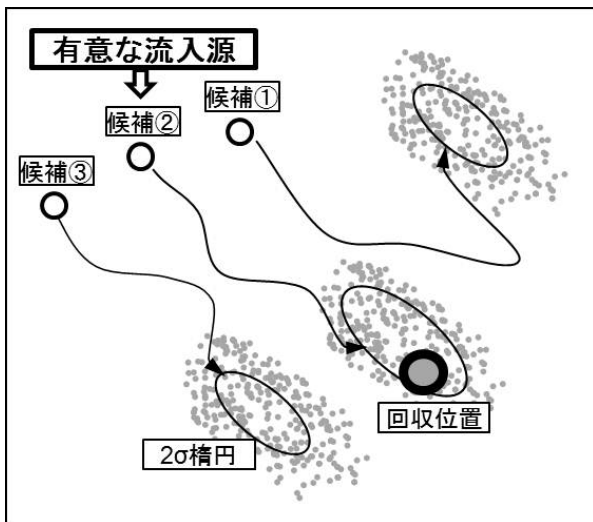 有意な流入源
候補①
候補②
候補③
回収位置
2σ楕円